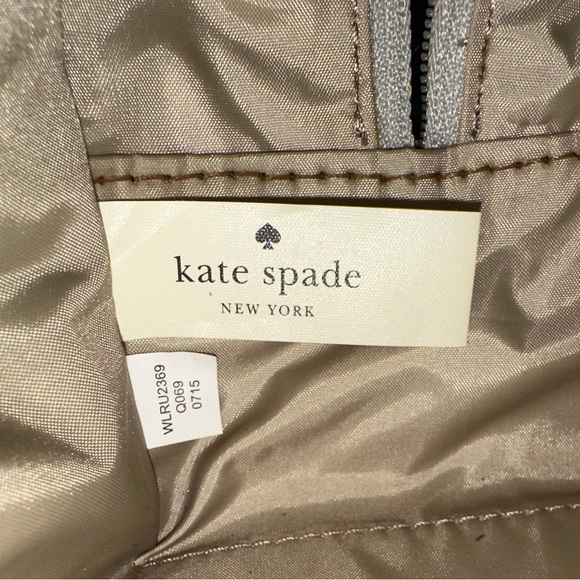 kate spade
NEW YORK
WLRU2369
Q069
0715